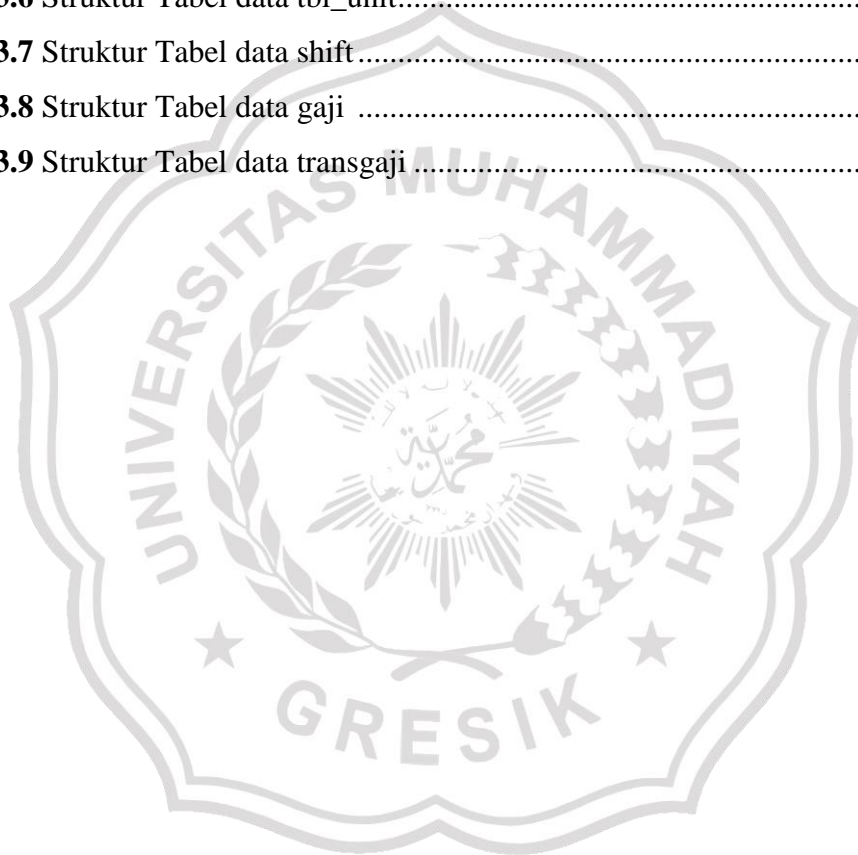 3.6 Struktur Tabel data tbl_unit..........................................................
3.7 Struktur Tabel data shift................................................................
3.8 Struktur Tabel data gaji ................................................................
3.9 Struktur Tabel data transgaji.........................................................
UNIVERSITAS MUHAMMADIYAH
GRESIK